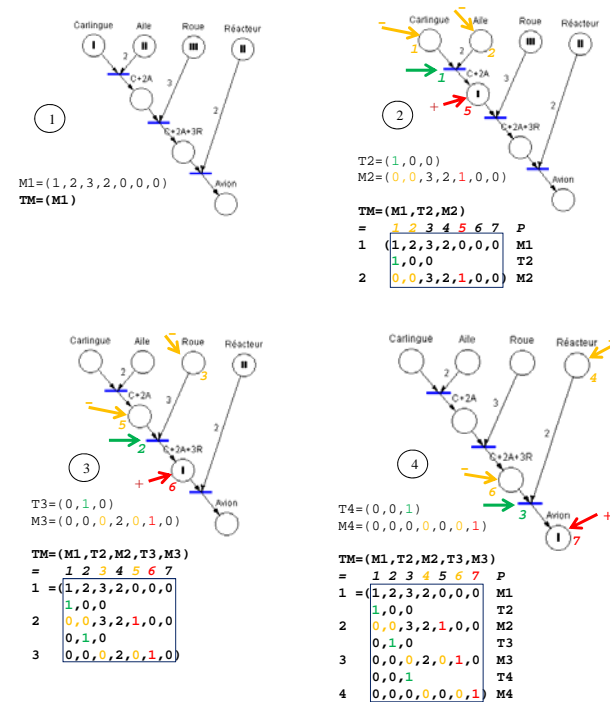 Carlingue Aile Roue Réacteur
I II III II
2
C+2A
3
2
C+2A+3R
1
Avion
M1=(1,2,3,2,0,0,0)
TM=(M1)
Carlingue Aile Roue Réacteur
- -
III II
1 2 2
1 C+2A
+ I 5
3
2
2 C+2A+3R
Avion
T2=(1,0,0)
M2=(0,0,3,2,1,0,0)
TM=(M1,T2,M2)
= 1 2 3 4 5 6 7 P
1 (1,2,3,2,0,0,0 M1
1,0,0 T2
2 0,0,3,2,1,0,0) M2
Carlingue Aile Roue Réacteur
- II
2 3
C+2A
- 5
3
2
2 C+2A+3R
3 + I 6
Avion
T3=(0,1,0)
M3=(0,0,0,2,0,1,0)
TM=(M1,T2,M2,T3,M3)
= 1 2 3 4 5 6 7
1 =(1,2,3,2,0,0,0
1,0,0
2 0,0,3,2,1,0,0
0,1,0
3 0,0,0,2,0,1,0)
Carlingue Aile Roue Réacteur
-
2 4
C+2A
3
2
C+2A+3R
4 - 6
3 Avion
+ I 7
T4=(0,0,1)
M4=(0,0,0,0,0,0,1)
TM=(M1,T2,M2,T3,M3)
= 1 2 3 4 5 6 7 P
1 =(1,2,3,2,0,0,0 M1
1,0,0 T2
2 0,0,3,2,1,0,0 M2
0,1,0 T3
3 0,0,0,2,0,1,0 M3
0,0,1 T4
4 0,0,0,0,0,0,1) M4